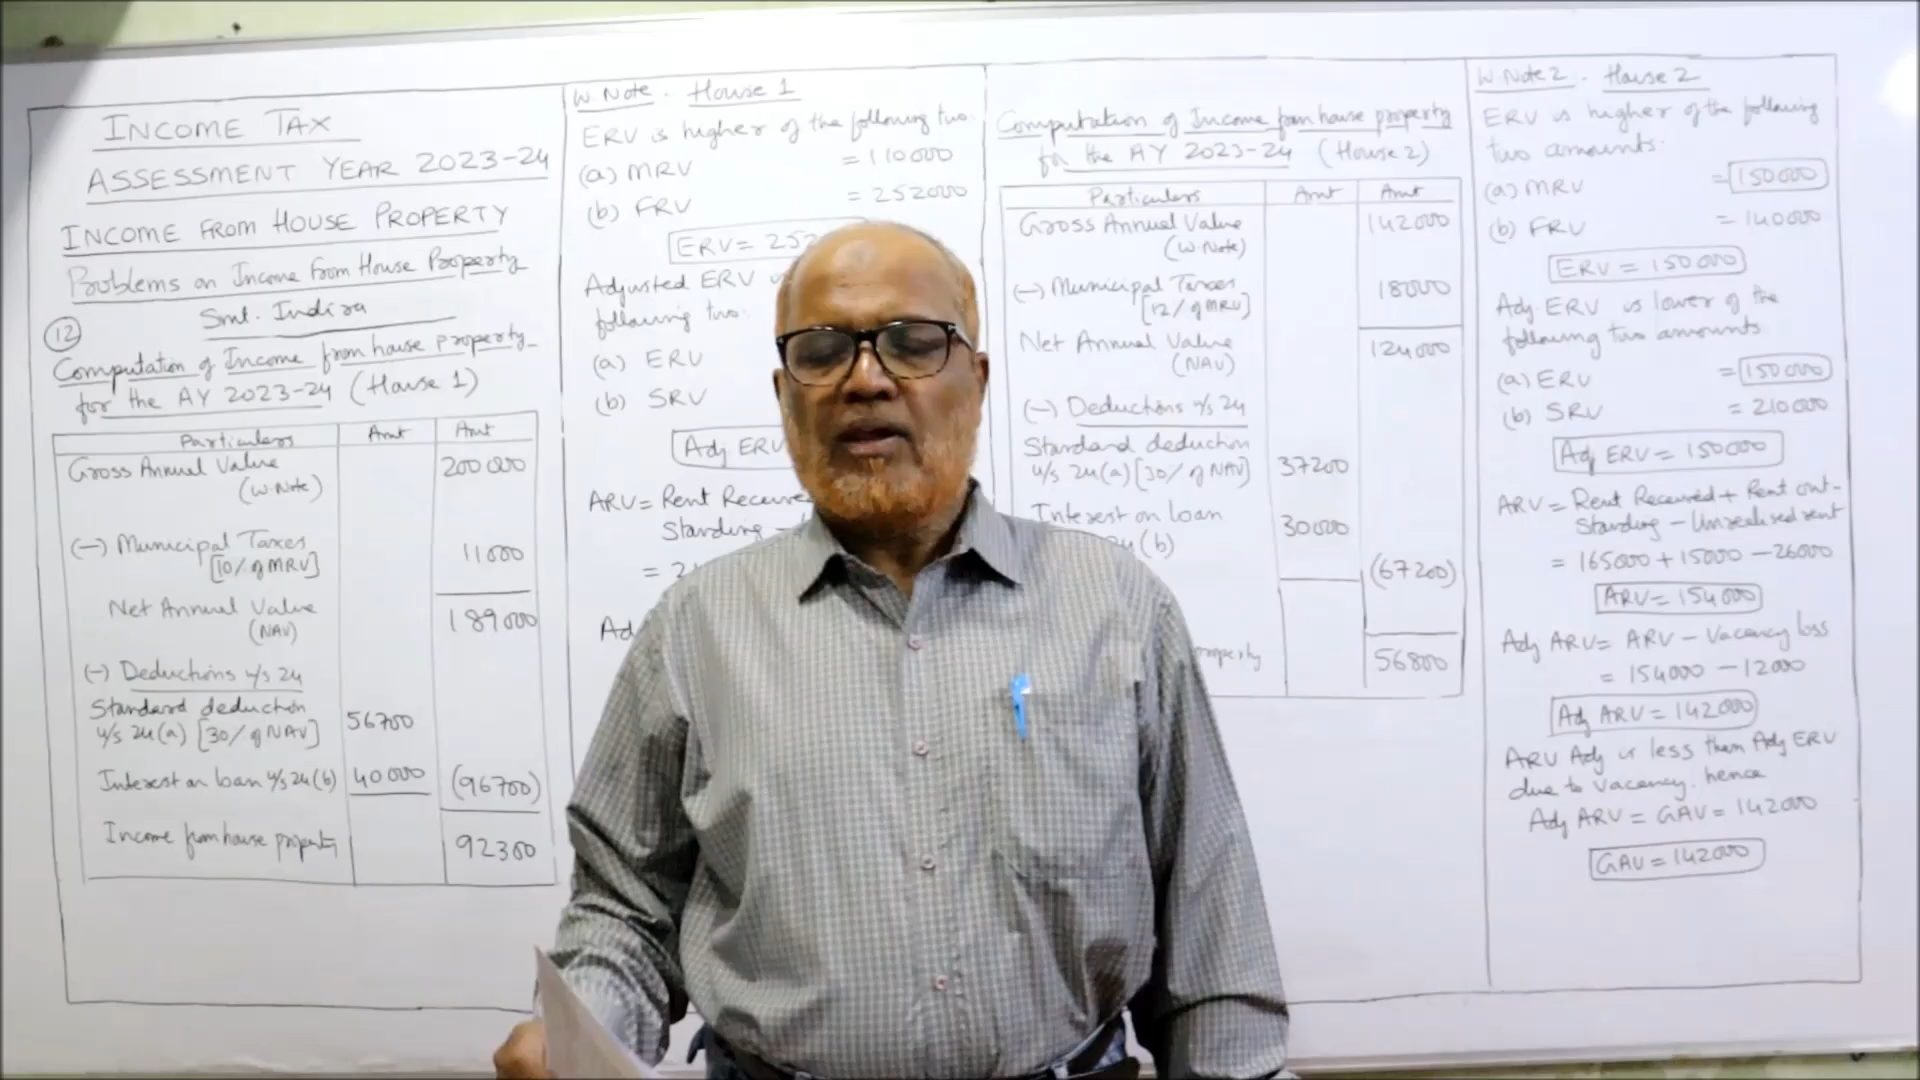 INCOME TAX
ASSESSMENT YEAR 2023-24
INCOME FROM HOUSE PROPERTY
Problems on Income from House Property
Smt. Indira
12
Computation of Income from house property
for the AY 2023-24 (House 1)
Particulars Amt Amt
Gross Annual Value 200000
(W.Note)
(-) Municipal Taxes 11000
[10% of MRV]
Net Annual Value 189000
(NAV)
(-) Deductions u/s 24
Standard deduction
u/s 24(a) [30% of NAV] 56700
Interest on loan u/s 24(b) 40000 (96700)
Income from house property 92300
W.Note. House 1
ERV is higher of the following two.
(a) MRV = 110000
(b) FRV = 252000
ERV = 252
Adjusted ERV
following two.
(a) ERV
(b) SRV
Adj ERV
ARV = Rent Received
Standing -
= 2
Ad
Computation of Income from house property
for the AY 2023-24 (House 2)
Particulars Amt Amt
Gross Annual Value 142000
(W.Note)
(-) Municipal Taxes 18000
[12% of MRV]
Net Annual Value 124000
(NAV)
(-) Deductions u/s 24
Standard deduction
u/s 24(a) [30% of NAV] 37200
Interest on loan 30000
24(b)
(67200)
property 56800
W.Note 2. House 2
ERV is higher of the following
two amounts.
(a) MRV = 150000
(b) FRV = 140000
ERV = 150000
Adj ERV is lower of the
following two amounts
(a) ERV = 150000
(b) SRV = 210000
Adj ERV = 150000
ARV = Rent Received + Rent out-
Standing - Unrealised rent
= 165000 + 15000 - 26000
ARV = 154000
Adj ARV = ARV - Vacancy loss
= 154000 - 12000
Adj ARV = 142000
ARV Adj is less than Adj ERV
due to vacancy. hence
Adj ARV = GAV = 142000
GAV = 142000